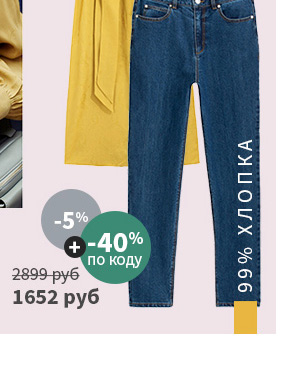 -5%
+
-40%
по коду
2899 руб
1652 руб
99% ХЛОПКА